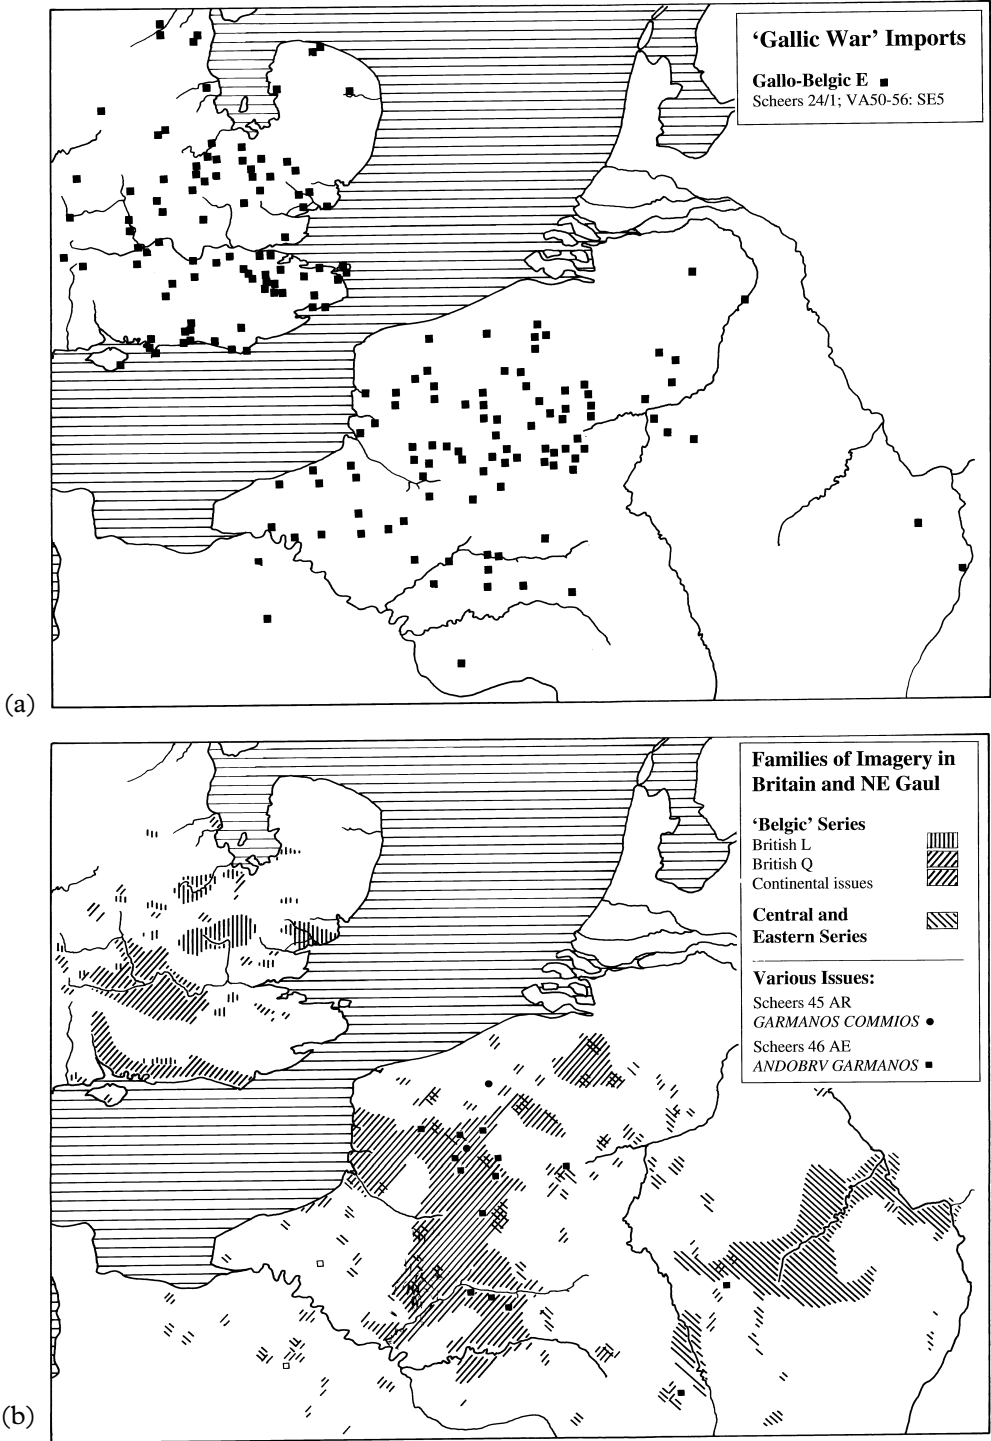 ‘Gallic War’ Imports
Gallo-Belgic E
Scheers 24/1; VA50-56: SE5
(a)
Families of Imagery in
Britain and NE Gaul
‘Belgic’ Series
British L
British Q
Continental issues
Central and
Eastern Series
Various Issues:
Scheers 45 AR
GARMANOS COMMIOS
Scheers 46 AE
ANDOBRV GARMANOS
(b)